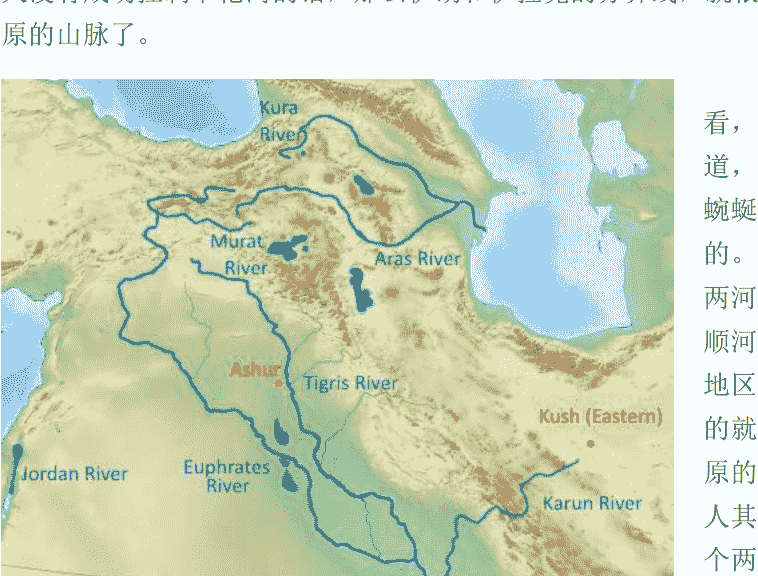 原的山脉了。
Kura
River
Murat
River
Aras River
Ashur
Tigris River
Kush (Eastern)
Jordan River
Euphrates
River
Karun River
看，
道，
蜿蜒
的。
两河
顺河
地区
的就
原的
人其
个两